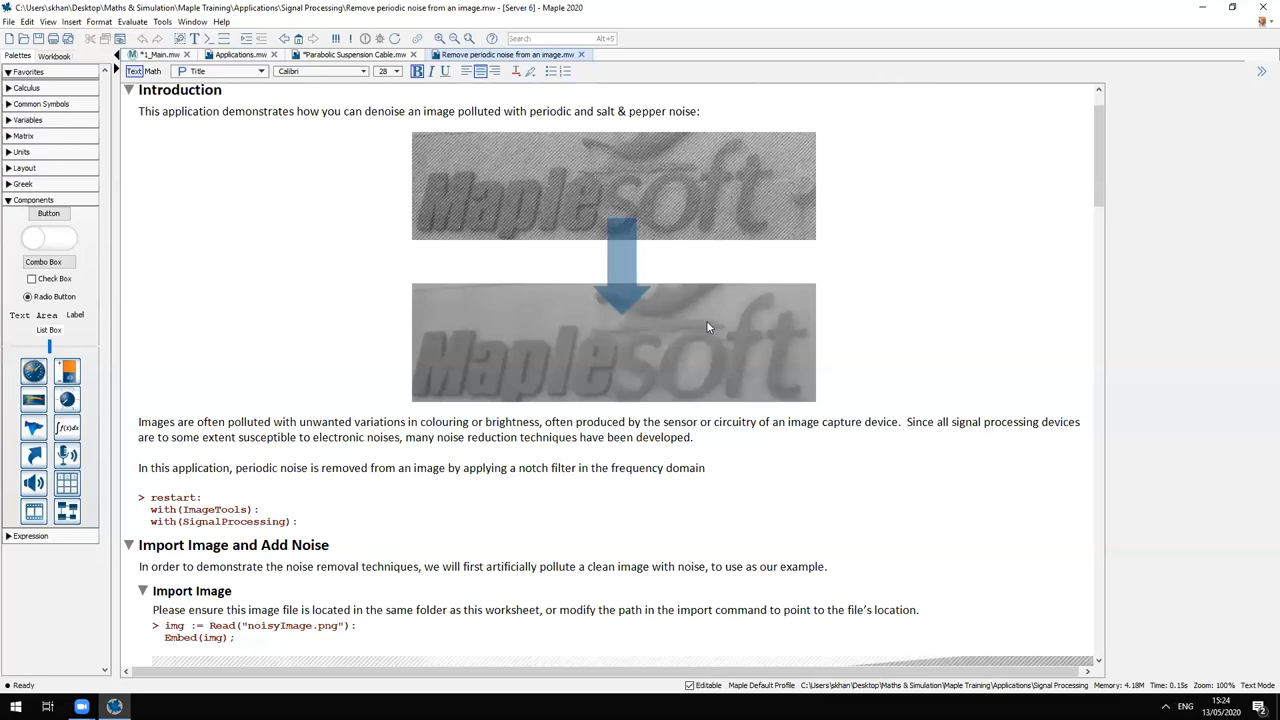 C:\Users\skhan\Desktop\Maths & Simulation\Maple Training\Applications\Signal Processing\Remove periodic noise from an image.mw - [Server 6] - Maple 2020
File Edit View Insert Format Evaluate Tools Window Help
Search Alt+S
Palettes Workbook
*1_Main.mw Applications.mw *Parabolic Suspension Cable.mw Remove periodic noise from an image.mw
Text Math P Title Calibri 28 B I U
Favorites
Calculus
Common Symbols
Variables
Matrix
Units
Layout
Greek
Components
Button
Combo Box
Check Box
Radio Button
Text Area Label
List Box
∫f(x)dx
Expression
Introduction
This application demonstrates how you can denoise an image polluted with periodic and salt & pepper noise:
Maplesoft
Maplesoft
Images are often polluted with unwanted variations in colouring or brightness, often produced by the sensor or circuitry of an image capture device. Since all signal processing devices
are to some extent susceptible to electronic noises, many noise reduction techniques have been developed.
In this application, periodic noise is removed from an image by applying a notch filter in the frequency domain
> restart:
with(ImageTools):
with(SignalProcessing):
Import Image and Add Noise
In order to demonstrate the noise removal techniques, we will first artificially pollute a clean image with noise, to use as our example.
Import Image
Please ensure this image file is located in the same folder as this worksheet, or modify the path in the import command to point to the file's location.
> img := Read("noisyImage.png"):
Embed(img);
Ready
Editable Maple Default Profile C:\Users\skhan\Desktop\Maths & Simulation\Maple Training\Applications\Signal Processing Memory: 4.18M Time: 0.15s Zoom: 100% Text Mode
ENG
15:24
13/05/2020
2